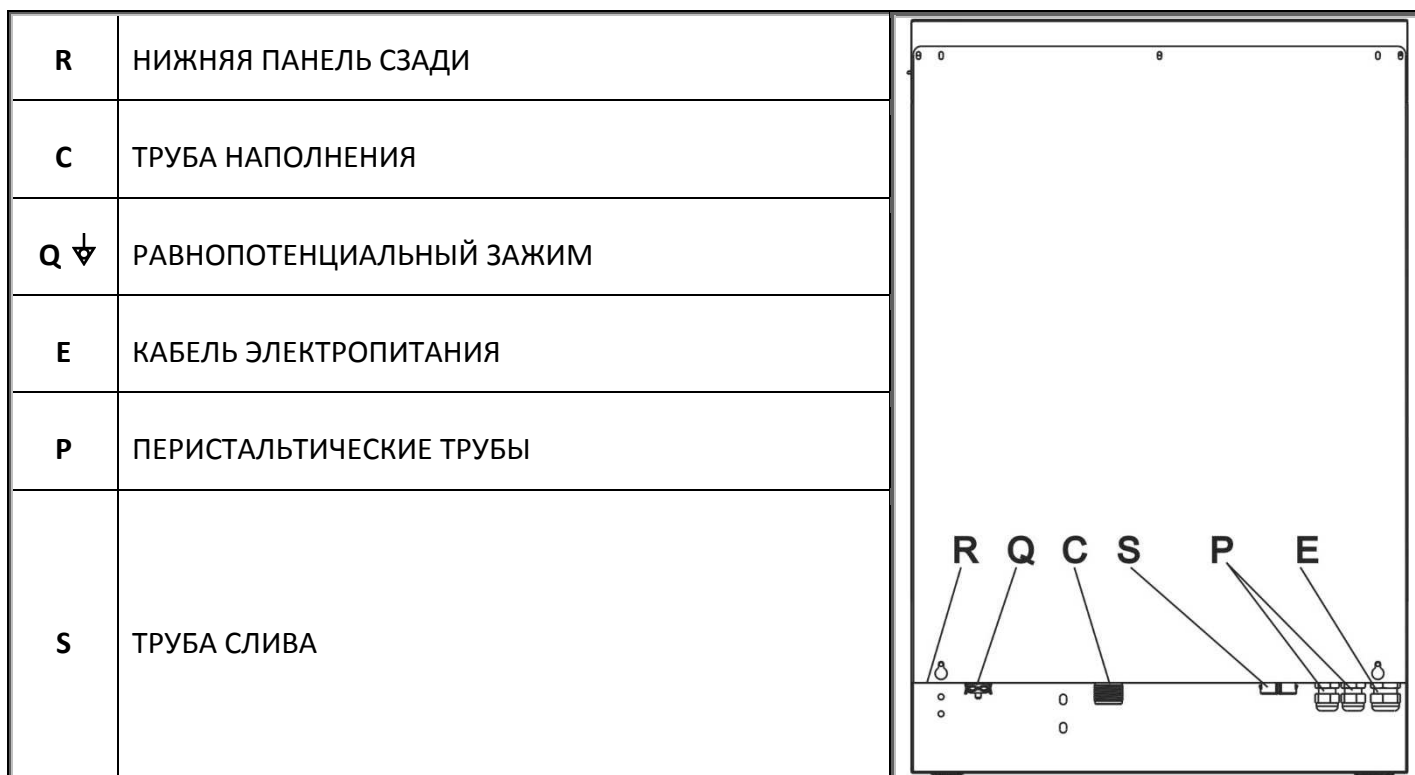 R НИЖНЯЯ ПАНЕЛЬ СЗАДИ
C ТРУБА НАПОЛНЕНИЯ
Q РАВНОПОТЕНЦИАЛЬНЫЙ ЗАЖИМ
E КАБЕЛЬ ЭЛЕКТРОПИТАНИЯ
P ПЕРИСТАЛЬТИЧЕСКИЕ ТРУБЫ
S ТРУБА СЛИВА
R Q C S P E